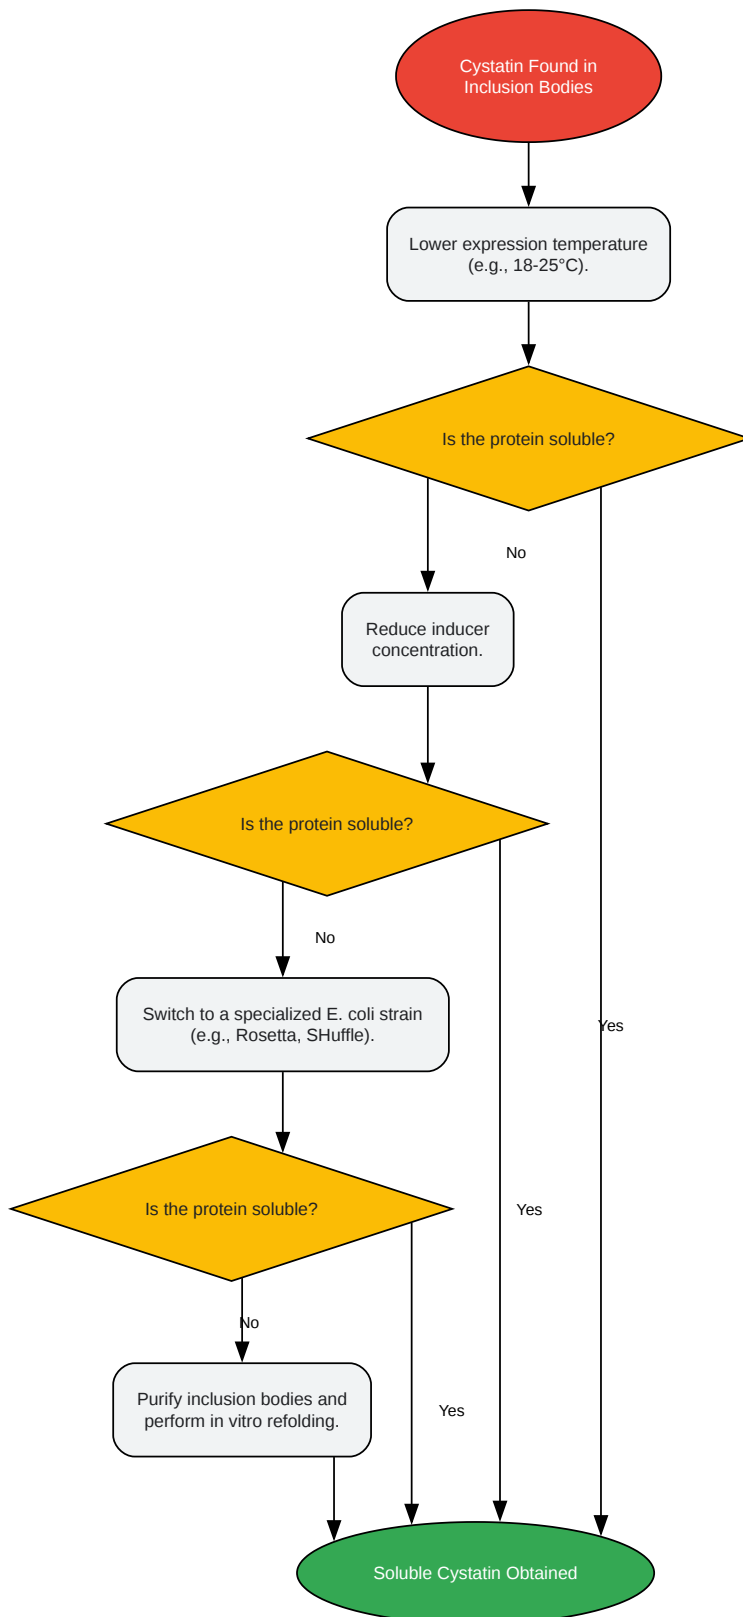 Cystatin Found in
Inclusion Bodies
Lower expression temperature
(e.g., 18-25°C).
Is the protein soluble?
No
Reduce inducer
concentration.
Is the protein soluble?
No
Switch to a specialized E. coli strain
(e.g., Rosetta, SHuffle).
Yes
Is the protein soluble?
Yes
No
Purify inclusion bodies and
perform in vitro refolding.
Yes
Soluble Cystatin Obtained